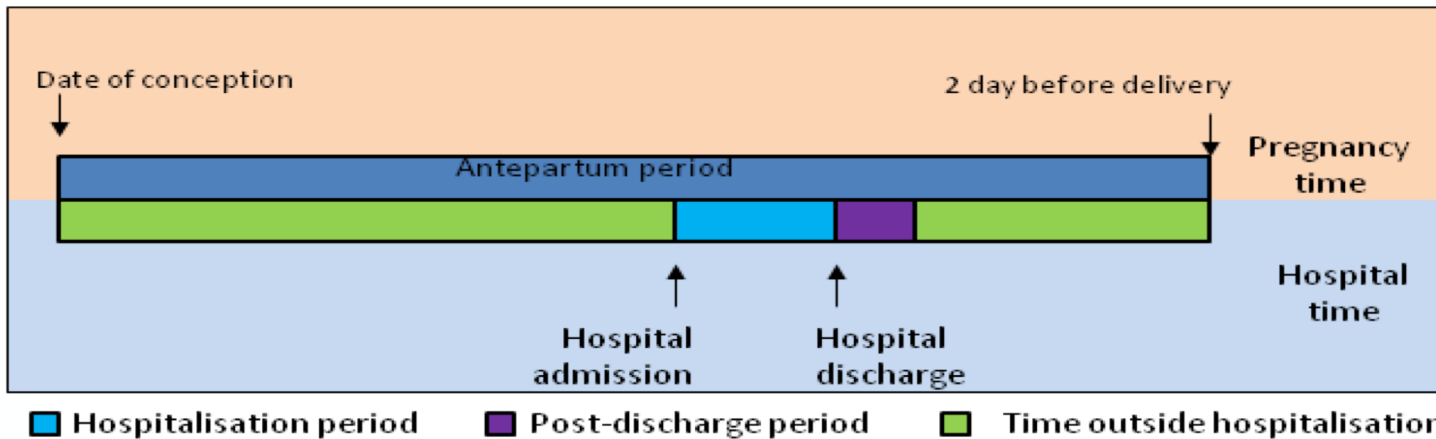 Date of conception
2 day before delivery
Antepartum period
Pregnancy
time
Hospital
time
Hospital
admission
Hospital
discharge
Hospitalisation period
Post-discharge period
Time outside hospitalisation